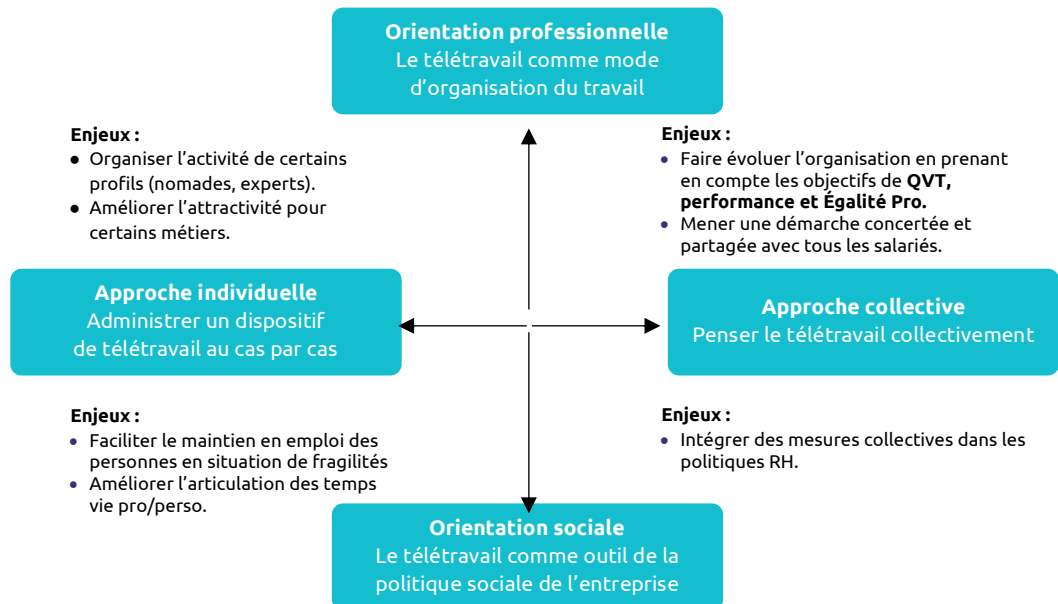 Orientation professionnelle
Le télétravail comme mode
d’organisation du travail
Enjeux :
• Organiser l’activité de certains
profils (nomades, experts).
• Améliorer l’attractivité pour
certains métiers.
Enjeux :
• Faire évoluer l’organisation en prenant
en compte les objectifs de QVT,
performance et Égalité Pro.
• Mener une démarche concertée et
partagée avec tous les salariés.
Approche individuelle
Administrer un dispositif
de télétravail au cas par cas
Approche collective
Penser le télétravail collectivement
Enjeux :
• Faciliter le maintien en emploi des
personnes en situation de fragilités
• Améliorer l’articulation des temps
vie pro/perso.
Enjeux :
• Intégrer des mesures collectives dans les
politiques RH.
Orientation sociale
Le télétravail comme outil de la
politique sociale de l’entreprise